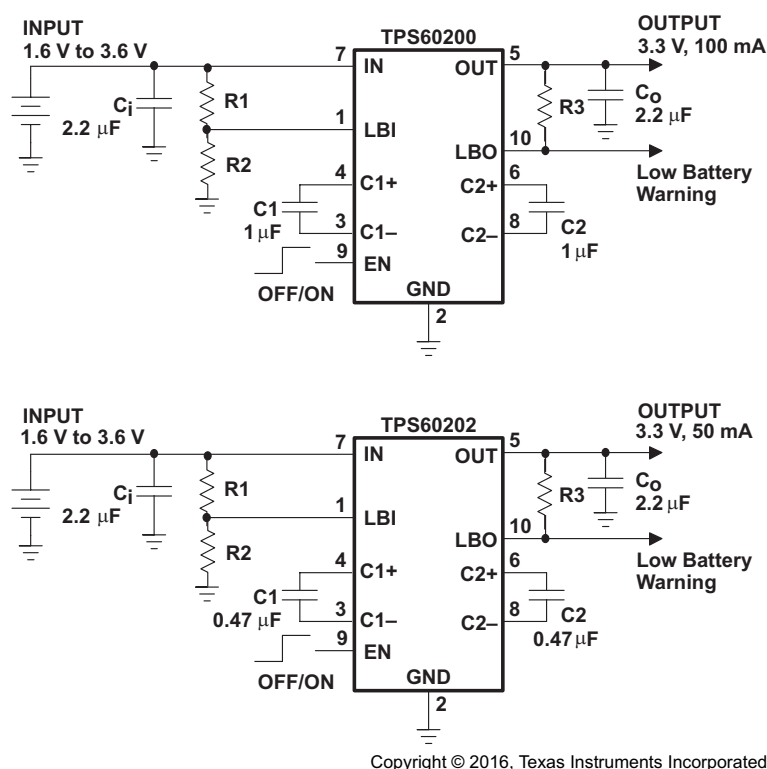 INPUT
1.6 V to 3.6 V
TPS60200
OUTPUT
3.3 V, 100 mA
7
IN
5
OUT
Ci
2.2 µF
R1
R3
Co
2.2 µF
1
LBI
10
LBO
R2
Low Battery
Warning
4
C1+
6
C2+
C1
1 µF
3
C1–
8
C2–
C2
1 µF
9
EN
OFF/ON
GND
2
INPUT
1.6 V to 3.6 V
TPS60202
OUTPUT
3.3 V, 50 mA
7
IN
5
OUT
Ci
2.2 µF
R1
R3
Co
2.2 µF
1
LBI
10
LBO
R2
Low Battery
Warning
4
C1+
6
C2+
C1
0.47 µF
3
C1–
8
C2–
C2
0.47 µF
9
EN
OFF/ON
GND
2
Copyright © 2016, Texas Instruments Incorporated